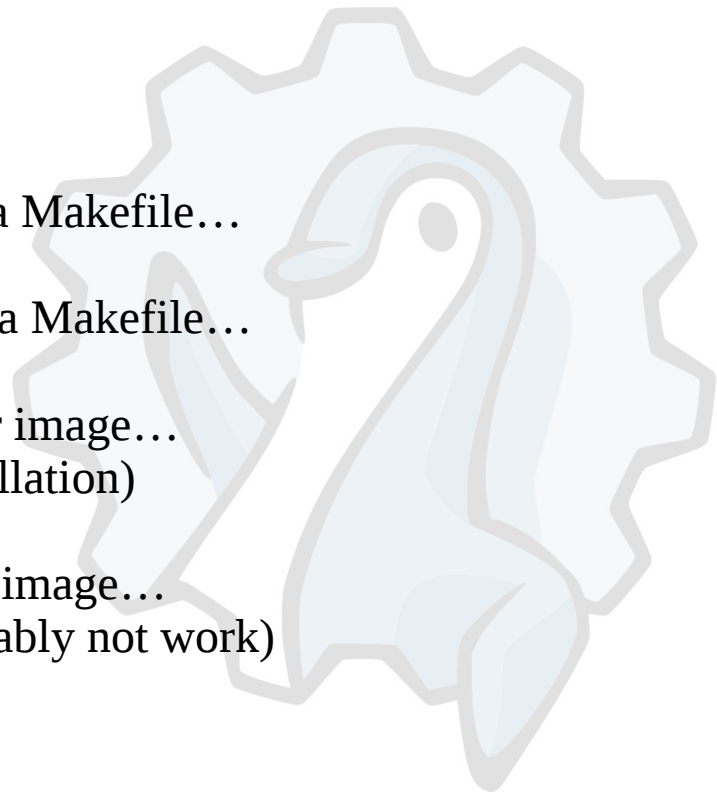 a Makefile…
a Makefile…
r image…
llation)
image…
ably not work)